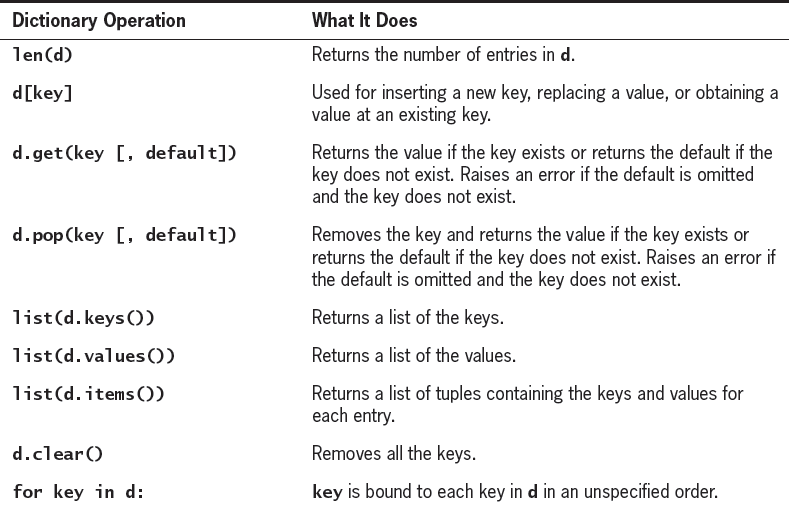 Dictionary Operation What It Does
len(d) Returns the number of entries in d.
d[key] Used for inserting a new key, replacing a value, or obtaining a
value at an existing key.
d.get(key [, default]) Returns the value if the key exists or returns the default if the
key does not exist. Raises an error if the default is omitted
and the key does not exist.
d.pop(key [, default]) Removes the key and returns the value if the key exists or
returns the default if the key does not exist. Raises an error if
the default is omitted and the key does not exist.
list(d.keys()) Returns a list of the keys.
list(d.values()) Returns a list of the values.
list(d.items()) Returns a list of tuples containing the keys and values for
each entry.
d.clear() Removes all the keys.
for key in d: key is bound to each key in d in an unspecified order.